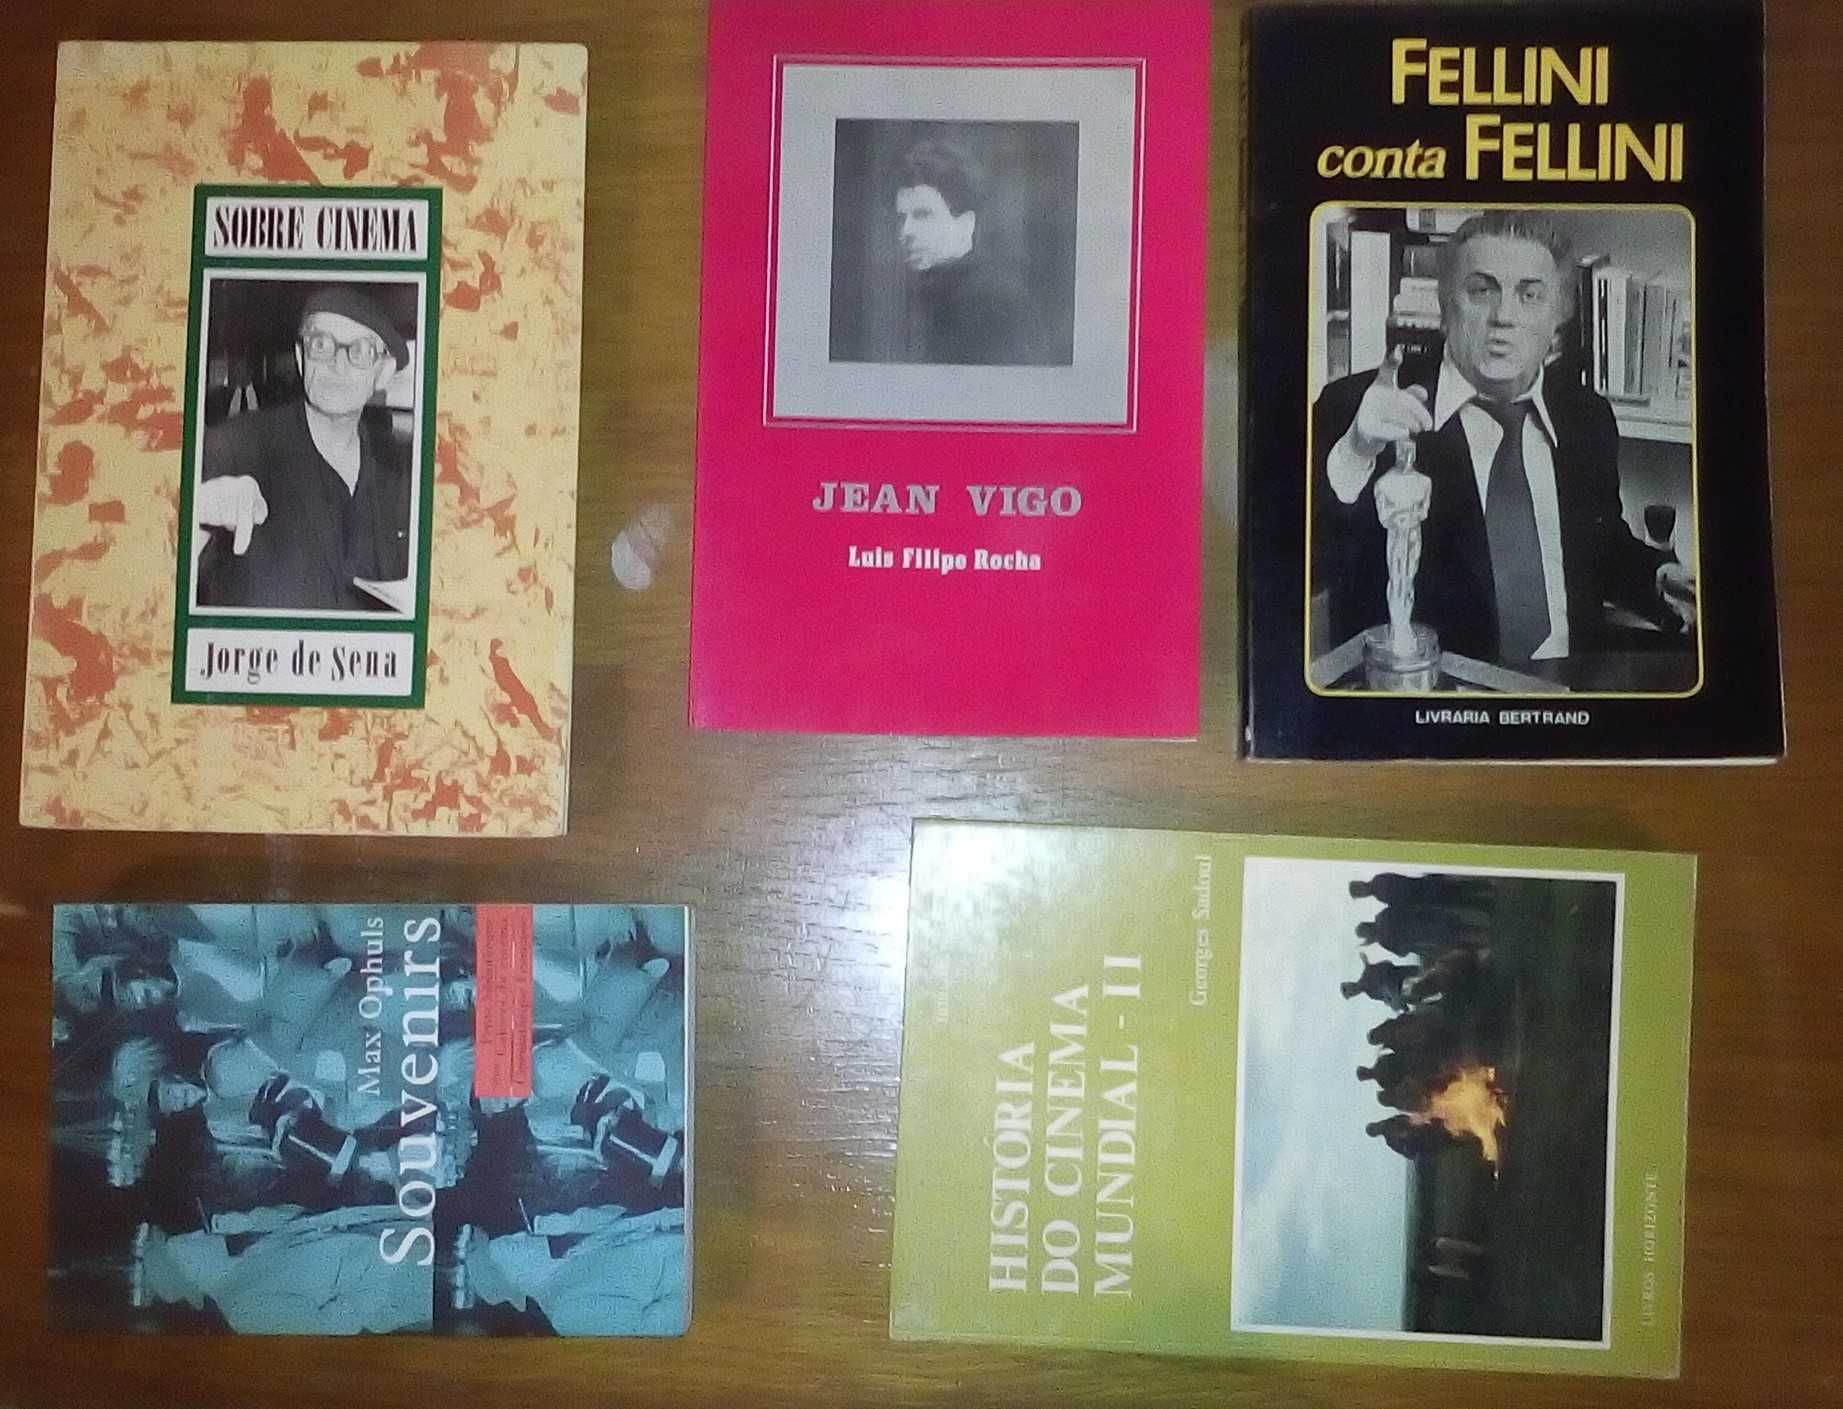 SOBRE CINEMA
Jorge de Sena
JEAN VIGO
Luis Filipe Rocha
FELLINI
conta FELLINI
LIVRARIA BERTRAND
Max Ophuls
Souvenirs
HISTÓRIA
DO CINEMA
MUNDIAL - II
Georges Sadoul
LIVROS HORIZONTE